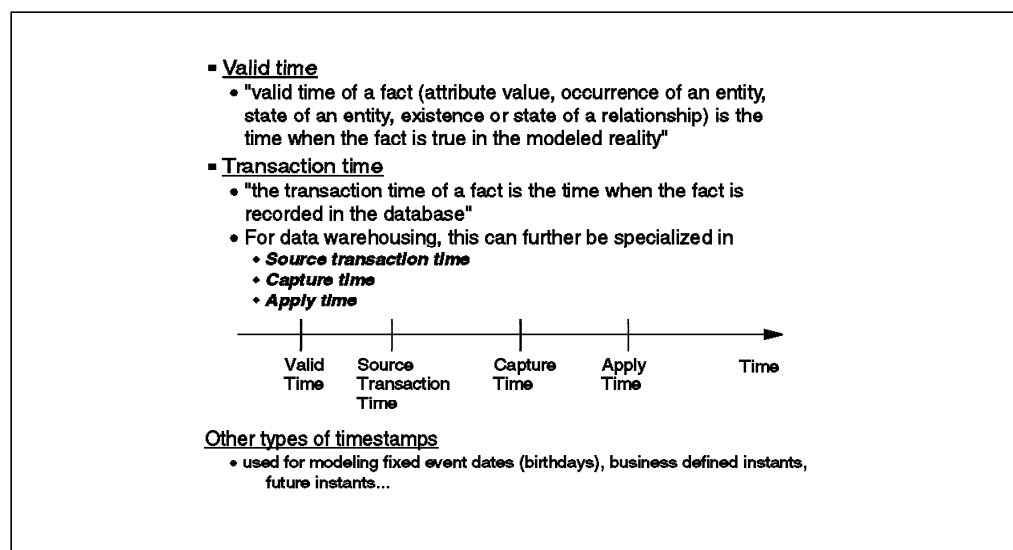 ▪ Valid time
• "valid time of a fact (attribute value, occurrence of an entity,
state of an entity, existence or state of a relationship) is the
time when the fact is true in the modeled reality"
▪ Transaction time
• "the transaction time of a fact is the time when the fact is
recorded in the database"
• For data warehousing, this can further be specialized in
◆ Source transaction time
◆ Capture time
◆ Apply time
Valid Source Capture Apply Time
Time Transaction Time Time
Time
Other types of timestamps
• used for modeling fixed event dates (birthdays), business defined instants,
future instants...